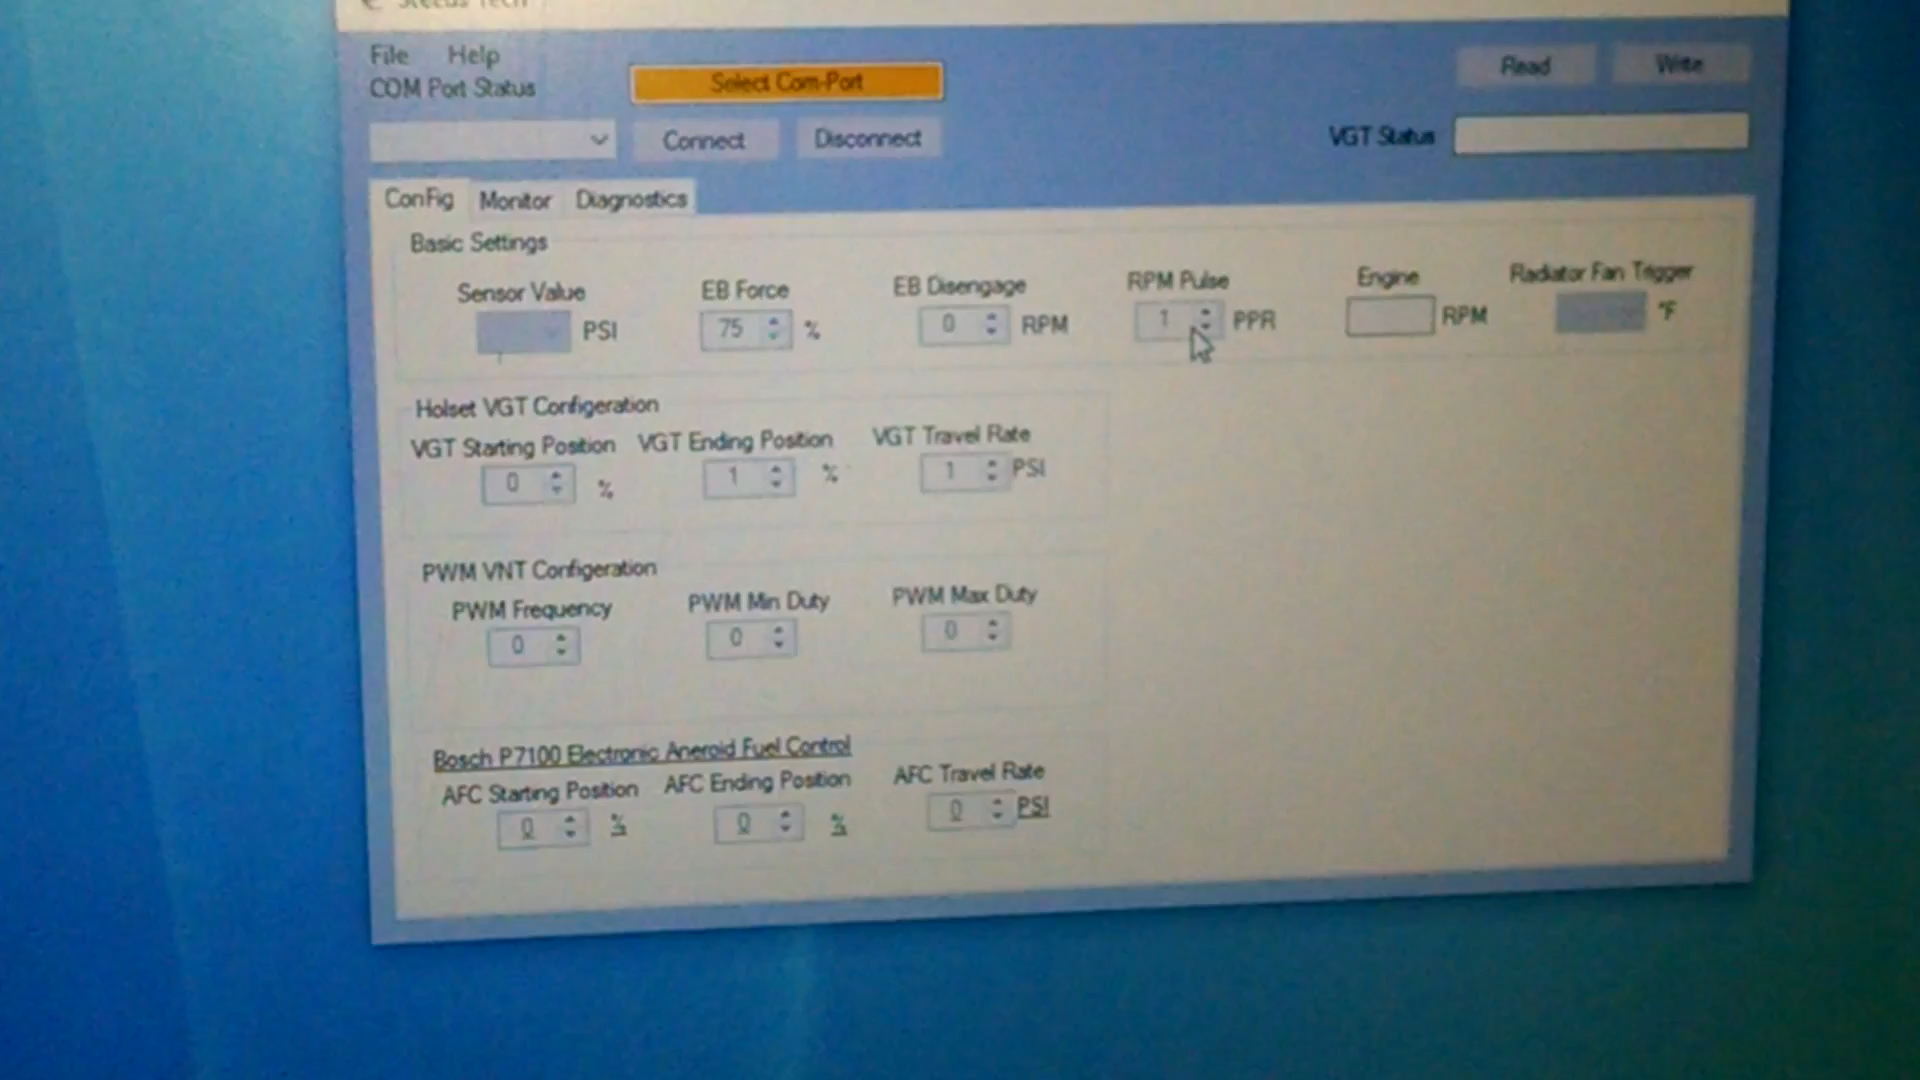 File Help
COM Port Status
Select Com-Port
Read Write
Connect Disconnect
VGT Status
ConFig Monitor Diagnostics
Basic Settings
Sensor Value EB Force EB Disengage RPM Pulse Engine Radiator Fan Trigger
PSI 75 % 0 RPM 1 PPR RPM °F
Holset VGT Configeration
VGT Starting Position VGT Ending Position VGT Travel Rate
0 % 1 % 1 PSI
PWM VNT Configeration
PWM Frequency PWM Min Duty PWM Max Duty
0 0 0
Bosch P7100 Electronic Aneroid Fuel Control
AFC Starting Position AFC Ending Position AFC Travel Rate
0 % 0 % 0 PSI